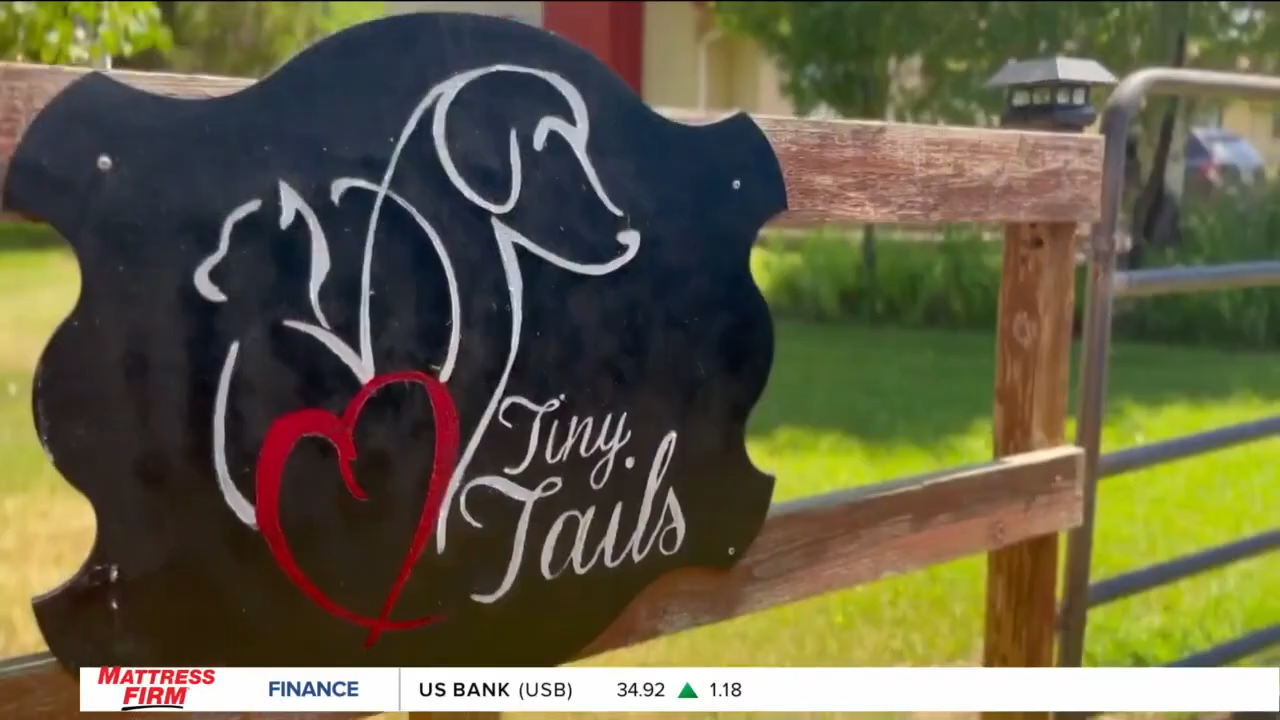 Tiny
Tails
MATTRESS
FIRM
FINANCE
US BANK (USB) 34.92 ▲ 1.18